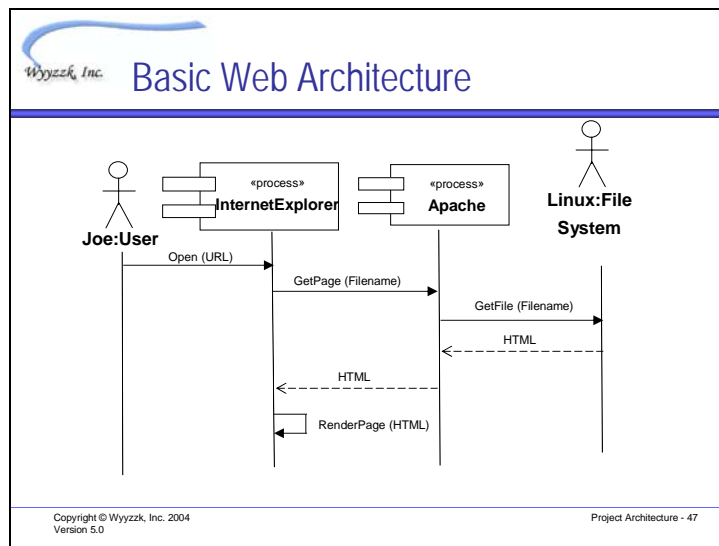 Wyyzzk, Inc.
Basic Web Architecture
«process»
InternetExplorer
«process»
Apache
Linux:File
System
Joe:User
Open (URL)
GetPage (Filename)
GetFile (Filename)
HTML
HTML
RenderPage (HTML)
Copyright © Wyyzzk, Inc. 2004
Version 5.0
Project Architecture - 47